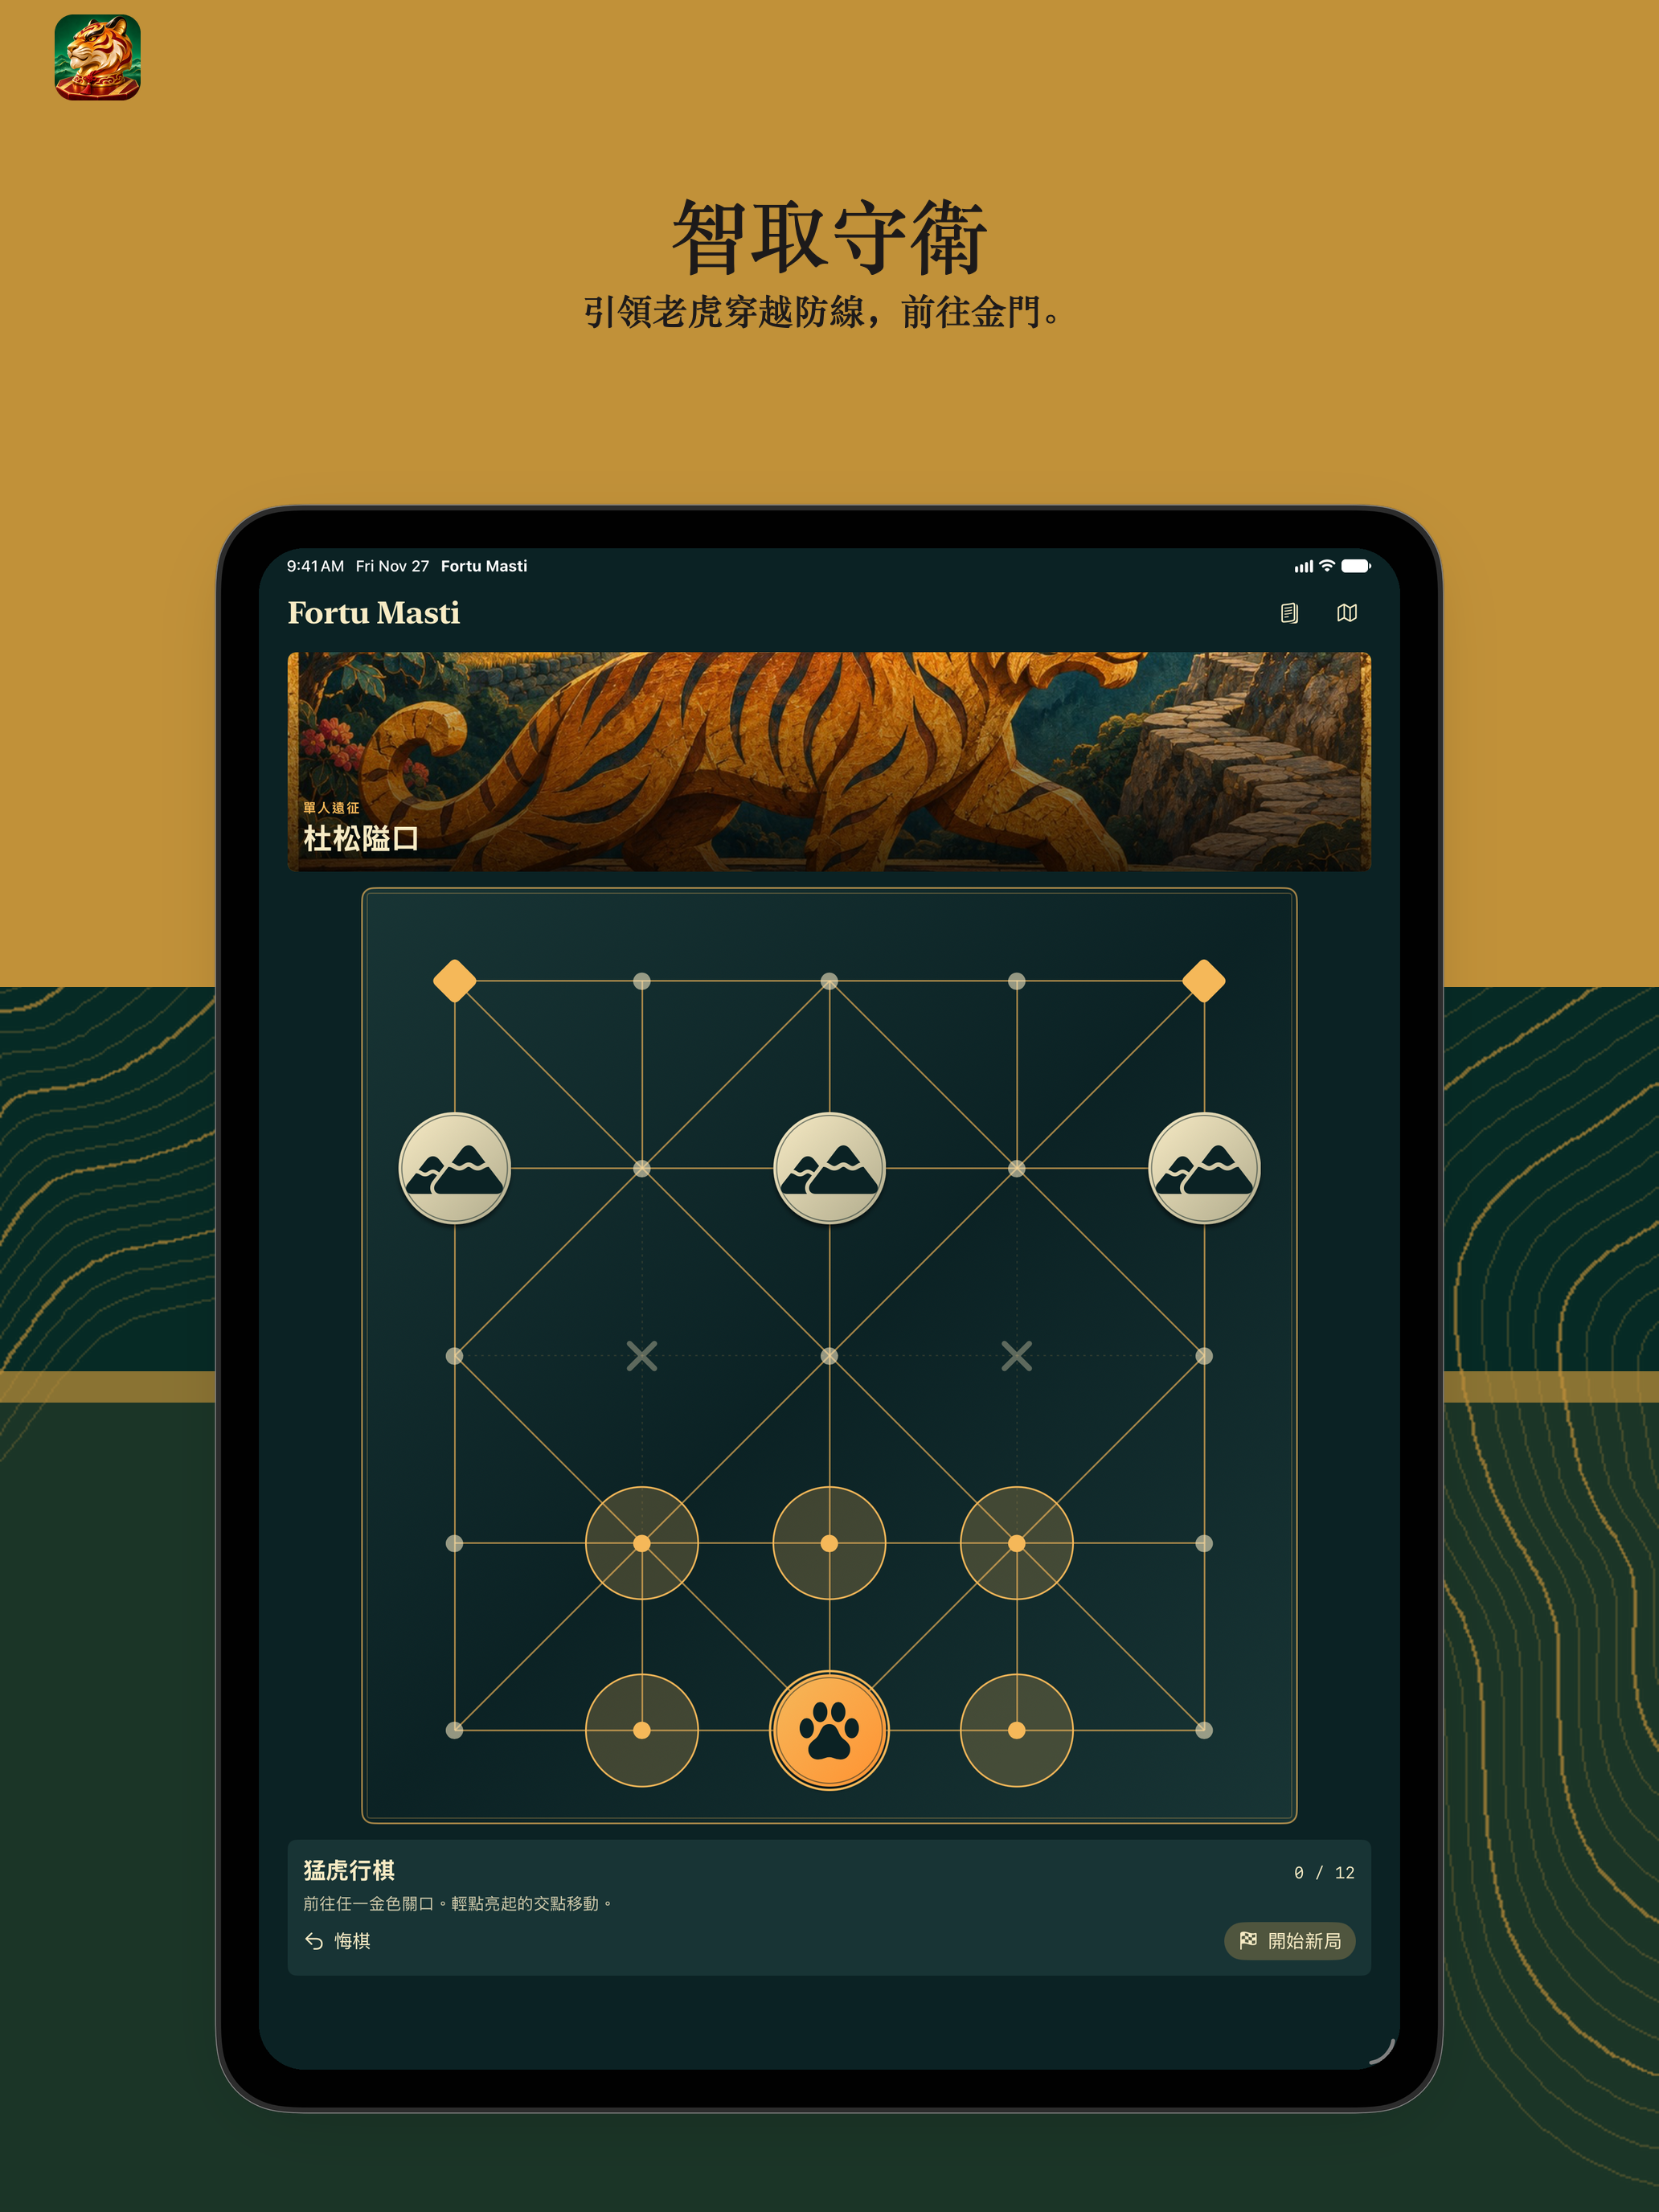 智取守衛
引領老虎穿越防線，前往金門。
9:41 AM Fri Nov 27 Fortu Masti
Fortu Masti
單人遠征
杜松隘口
猛虎行棋
0 / 12
前往任一金色關口。輕點亮起的交點移動。
悔棋
開始新局